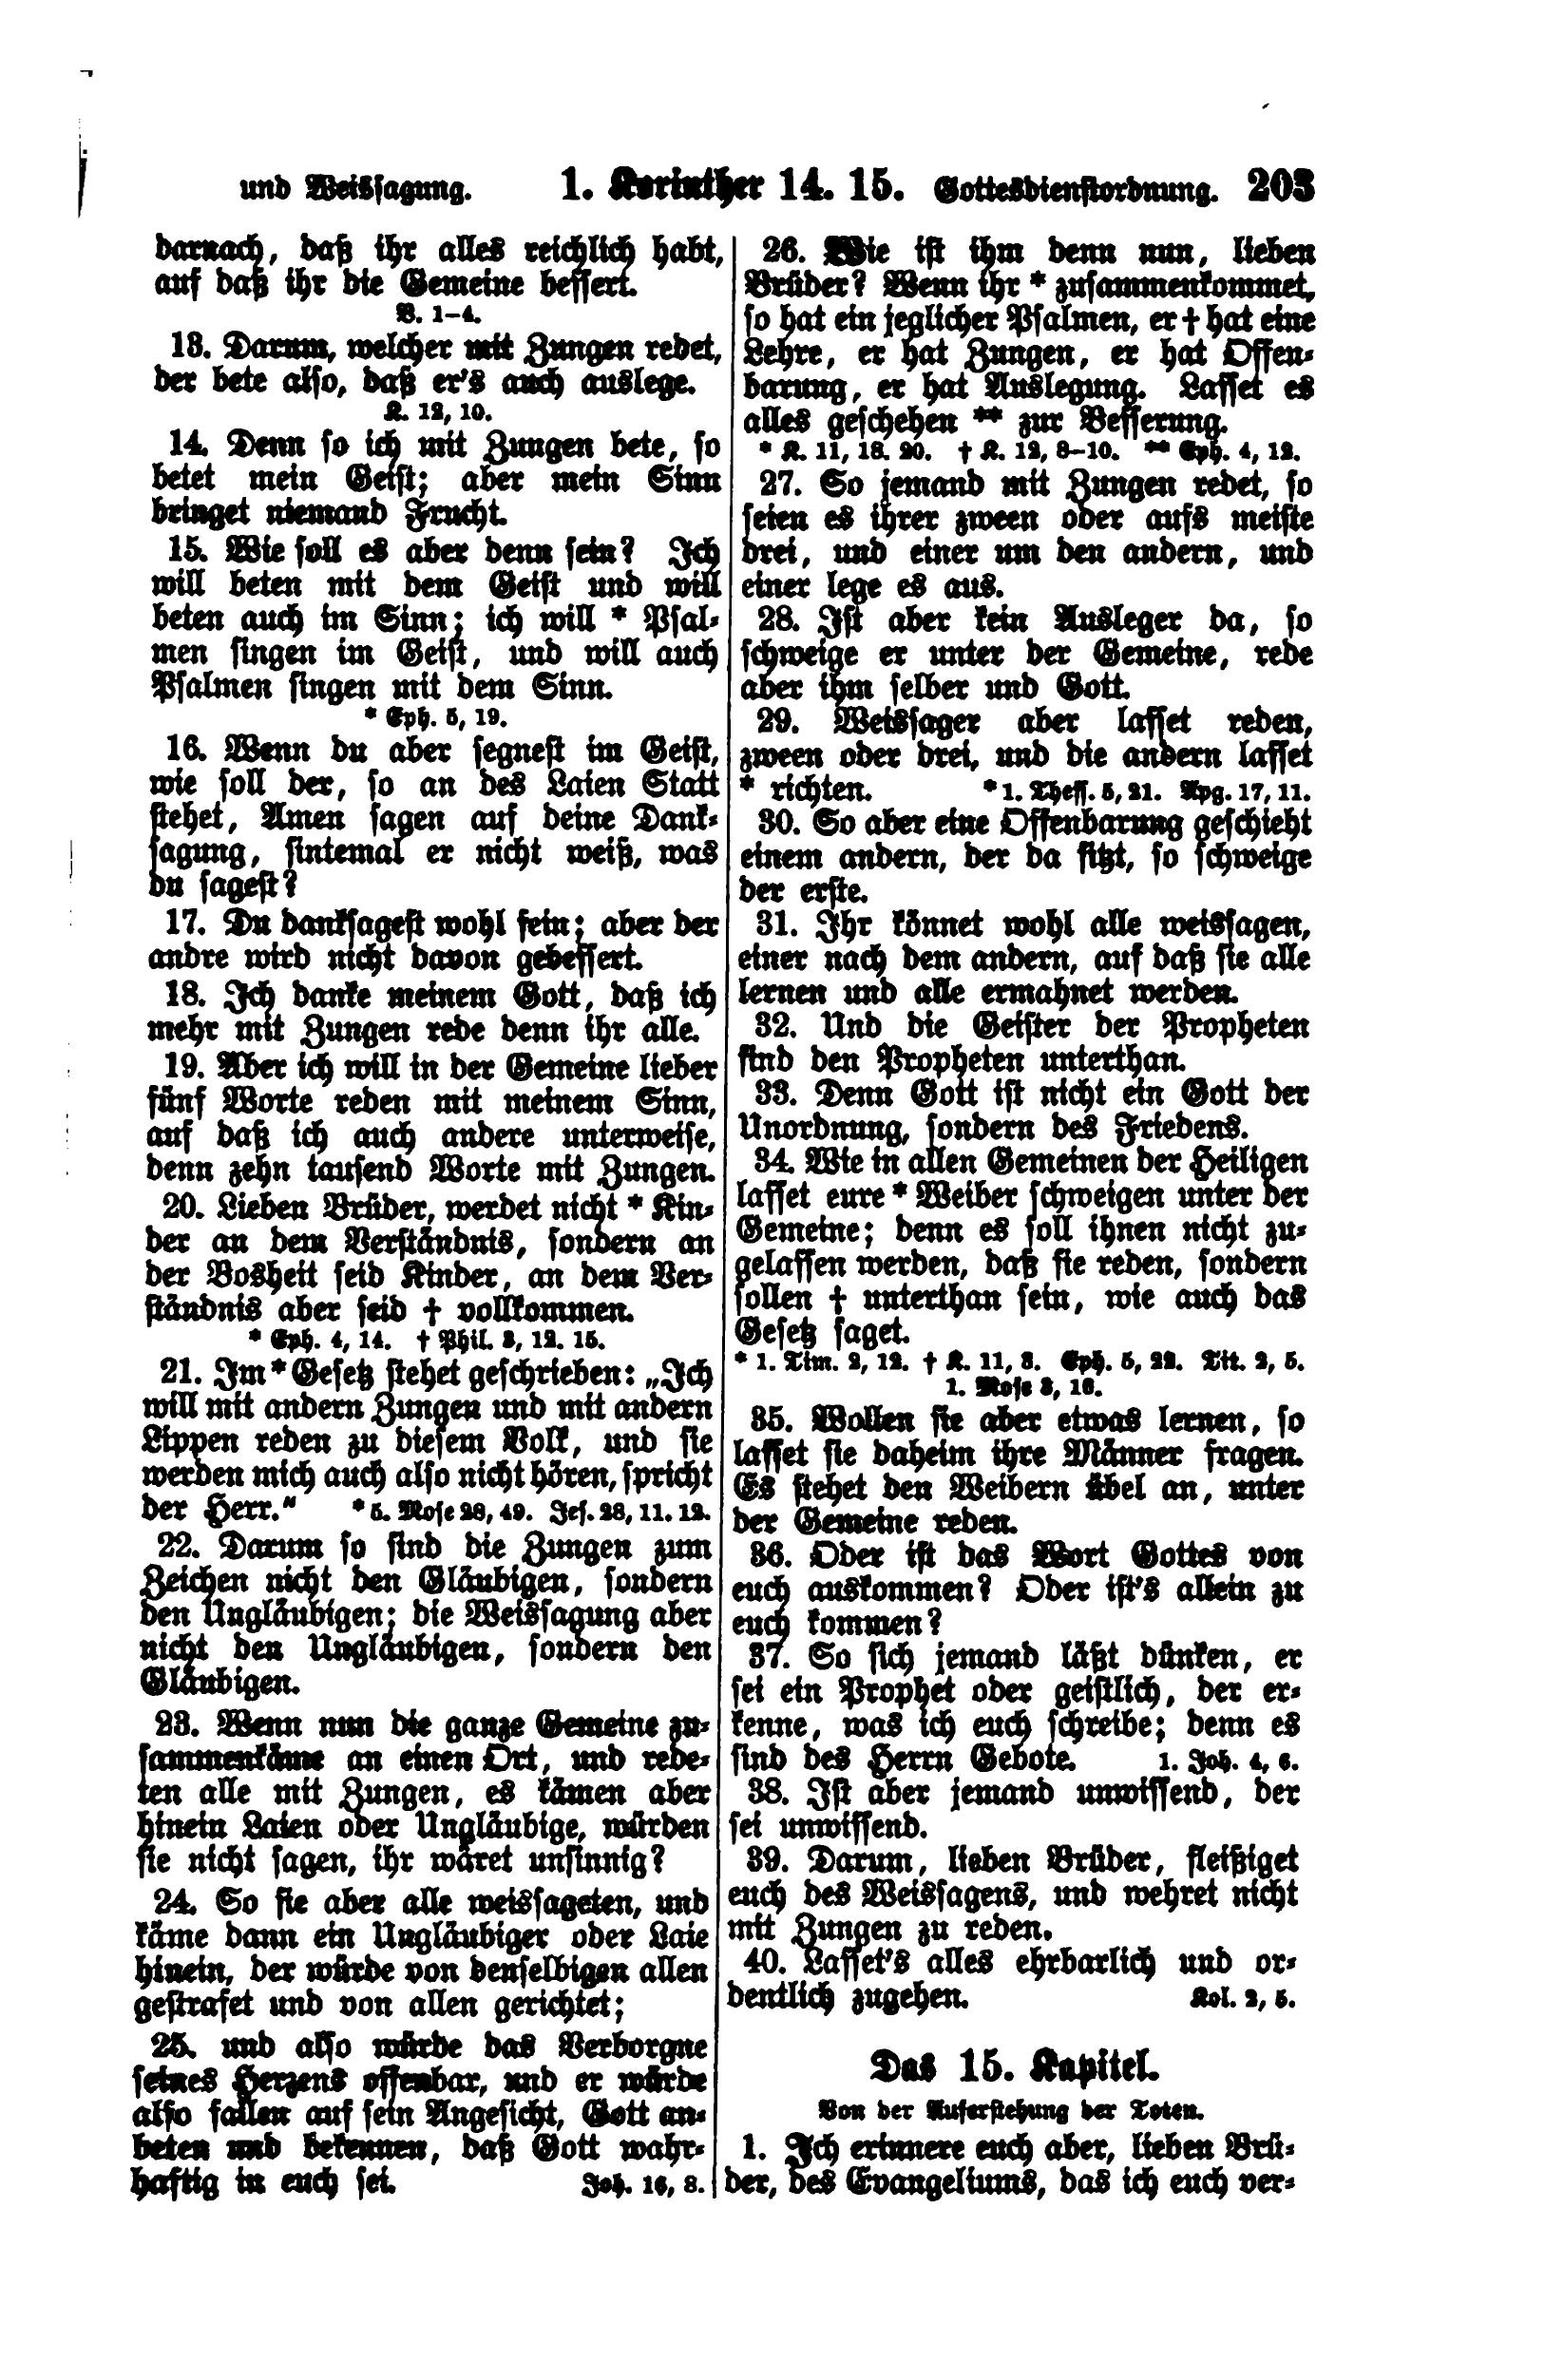 und Weissagung. 1. Korinther 14. 15. Gottesdienstordnung. 203
darnach, daß ihr alles reichlich habt,
auf daß ihr die Gemeine bessert.
V. 1–4.
13. Darum, welcher mit Zungen redet,
der bete also, daß er's auch auslege.
K. 12, 10.
14. Denn so ich mit Zungen bete, so
betet mein Geist; aber mein Sinn
bringet niemand Frucht.
15. Wie soll es aber denn sein? Ich
will beten mit dem Geist und will
beten auch im Sinn; ich will * Psal-
men singen im Geist, und will auch
Psalmen singen mit dem Sinn.
* Eph. 5, 19.
16. Wenn du aber segnest im Geist,
wie soll der, so an des Laien Statt
stehet, Amen sagen auf deine Dank-
sagung, sintemal er nicht weiß, was
du sagest?
17. Du danksagest wohl fein; aber der
andre wird nicht davon gebessert.
18. Ich danke meinem Gott, daß ich
mehr mit Zungen rede denn ihr alle.
19. Aber ich will in der Gemeine lieber
fünf Worte reden mit meinem Sinn,
auf daß ich auch andere unterweise,
denn zehn tausend Worte mit Zungen.
20. Lieben Brüder, werdet nicht * Kin-
der an dem Verständnis, sondern an
der Bosheit seid Kinder, an dem Ver-
ständnis aber seid † vollkommen.
* Eph. 4, 14. † Phil. 3, 12. 15.
21. Im * Gesetz stehet geschrieben: „Ich
will mit andern Zungen und mit andern
Lippen reden zu diesem Volk, und sie
werden mich auch also nicht hören, spricht
der Herr.“ * 5. Mose 28, 49. Jes. 28, 11. 12.
22. Darum so sind die Zungen zum
Zeichen nicht den Gläubigen, sondern
den Ungläubigen; die Weissagung aber
nicht den Ungläubigen, sondern den
Gläubigen.
23. Wenn nun die ganze Gemeine zu-
sammenkäme an einen Ort, und rede-
ten alle mit Zungen, es kämen aber
hinein Laien oder Ungläubige, würden
sie nicht sagen, ihr wäret unsinnig?
24. So sie aber alle weissageten, und
käme dann ein Ungläubiger oder Laie
hinein, der würde von denselbigen allen
gestrafet und von allen gerichtet;
25. und also würde das Verborgne
seines Herzens offenbar, und er würde
also fallen auf sein Angesicht, Gott an-
beten und bekennen, daß Gott wahr-
haftig in euch sei. Joh. 16, 8.
26. Wie ist ihm denn nun, lieben
Brüder? Wenn ihr * zusammenkommet,
so hat ein jeglicher Psalmen, er † hat eine
Lehre, er hat Zungen, er hat Offen-
barung, er hat Auslegung. Lasset es
alles geschehen ** zur Besserung.
* K. 11, 18. 20. † K. 12, 8–10. ** Eph. 4, 12.
27. So jemand mit Zungen redet, so
seien es ihrer zween oder aufs meiste
drei, und einer um den andern, und
einer lege es aus.
28. Ist aber kein Ausleger da, so
schweige er unter der Gemeine, rede
aber ihm selber und Gott.
29. Weissager aber lasset reden,
zween oder drei, und die andern lasset
* richten. * 1. Thess. 5, 21. Apg. 17, 11.
30. So aber eine Offenbarung geschieht
einem andern, der da sitzt, so schweige
der erste.
31. Ihr könnet wohl alle weissagen,
einer nach dem andern, auf daß sie alle
lernen und alle ermahnet werden.
32. Und die Geister der Propheten
sind den Propheten unterthan.
33. Denn Gott ist nicht ein Gott der
Unordnung, sondern des Friedens.
34. Wie in allen Gemeinen der Heiligen
lasset eure * Weiber schweigen unter der
Gemeine; denn es soll ihnen nicht zu-
gelassen werden, daß sie reden, sondern
sollen † unterthan sein, wie auch das
Gesetz saget.
* 1. Tim. 2, 12. † K. 11, 3. Eph. 5, 22. Tit. 2, 5.
1. Mose 3, 16.
35. Wollen sie aber etwas lernen, so
lasset sie daheim ihre Männer fragen.
Es stehet den Weibern übel an, unter
der Gemeine reden.
36. Oder ist das Wort Gottes von
euch auskommen? Oder ist's allein zu
euch kommen?
37. So sich jemand läßt dünken, er
sei ein Prophet oder geistlich, der er-
kenne, was ich euch schreibe; denn es
sind des Herrn Gebote. 1. Joh. 4, 6.
38. Ist aber jemand unwissend, der
sei unwissend.
39. Darum, lieben Brüder, fleißiget
euch des Weissagens, und wehret nicht
mit Zungen zu reden.
40. Lasset's alles ehrbarlich und or-
dentlich zugehen. Kol. 2, 5.
Das 15. Kapitel.
Von der Auferstehung der Toten.
1. Ich erinnere euch aber, lieben Brü-
der, des Evangeliums, das ich euch ver-